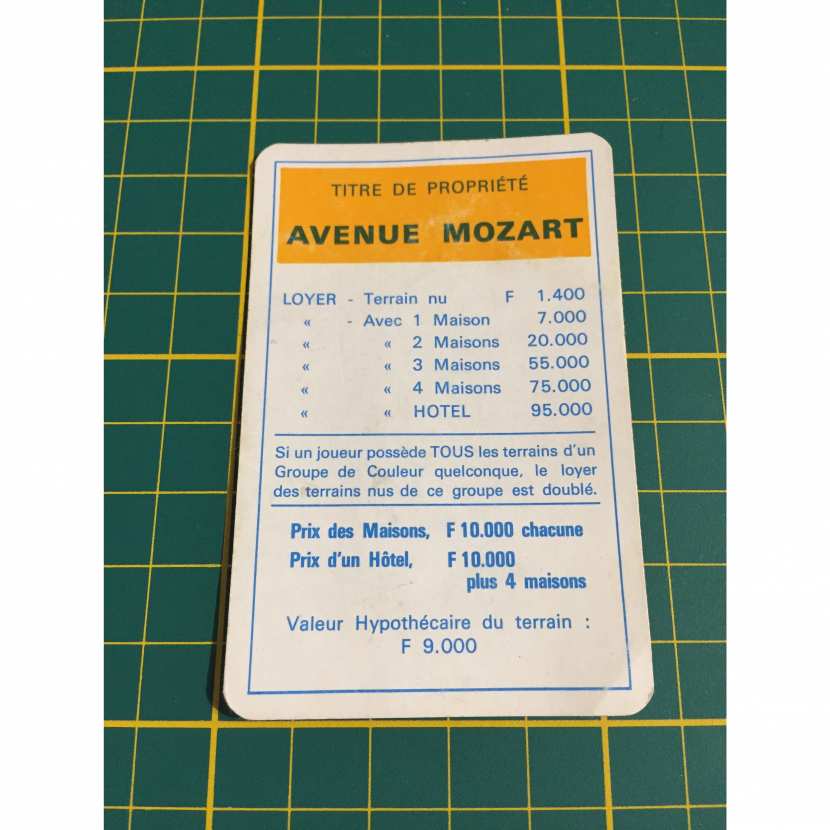 TITRE DE PROPRIÉTÉ
AVENUE MOZART
LOYER - Terrain nu F 1.400
« - Avec 1 Maison 7.000
« « 2 Maisons 20.000
« « 3 Maisons 55.000
« « 4 Maisons 75.000
« « HOTEL 95.000
Si un joueur possède TOUS les terrains d'un
Groupe de Couleur quelconque, le loyer
des terrains nus de ce groupe est doublé.
Prix des Maisons, F 10.000 chacune
Prix d'un Hôtel, F 10.000
plus 4 maisons
Valeur Hypothécaire du terrain :
F 9.000